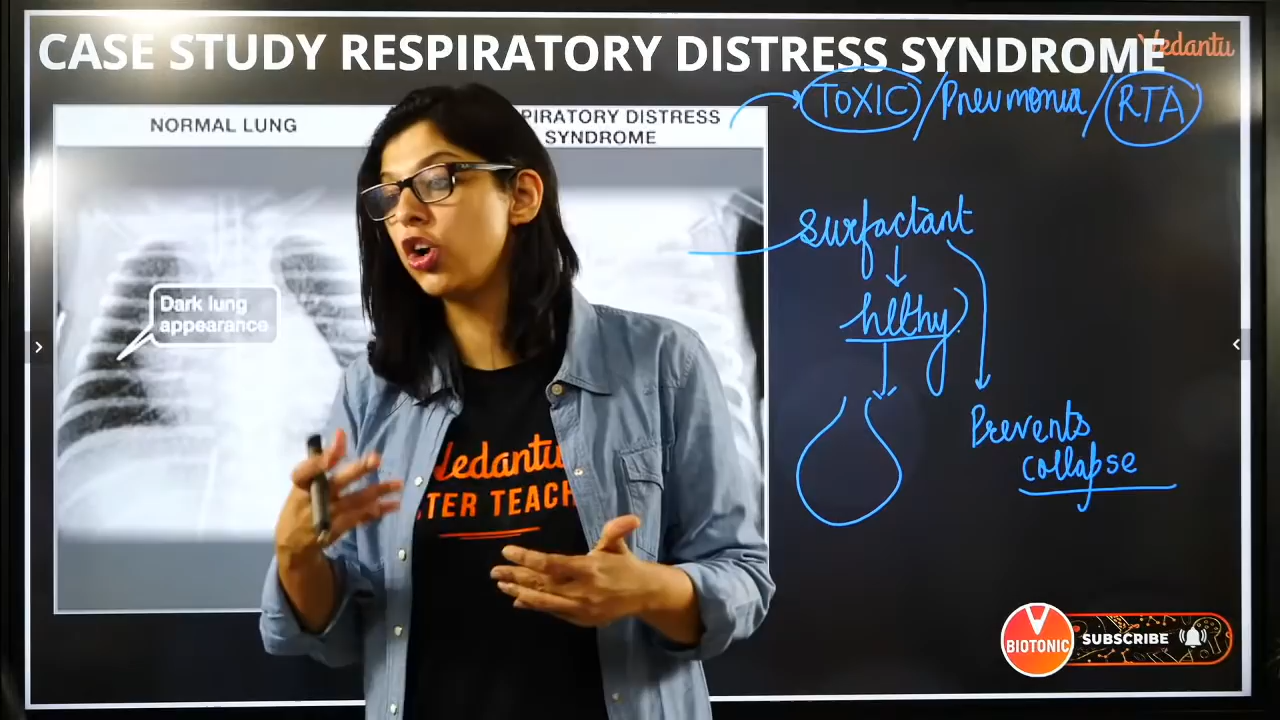 CASE STUDY RESPIRATORY DISTRESS SYNDROME
Vedantu
TOXIC / Pneumonia / RTA
NORMAL LUNG
PIRATORY DISTRESS
SYNDROME
Surfactant
Dark lung
appearance
hlthy
Prevents
collapse
Vedantu
TER TEACH
BIOTONIC
SUBSCRIBE